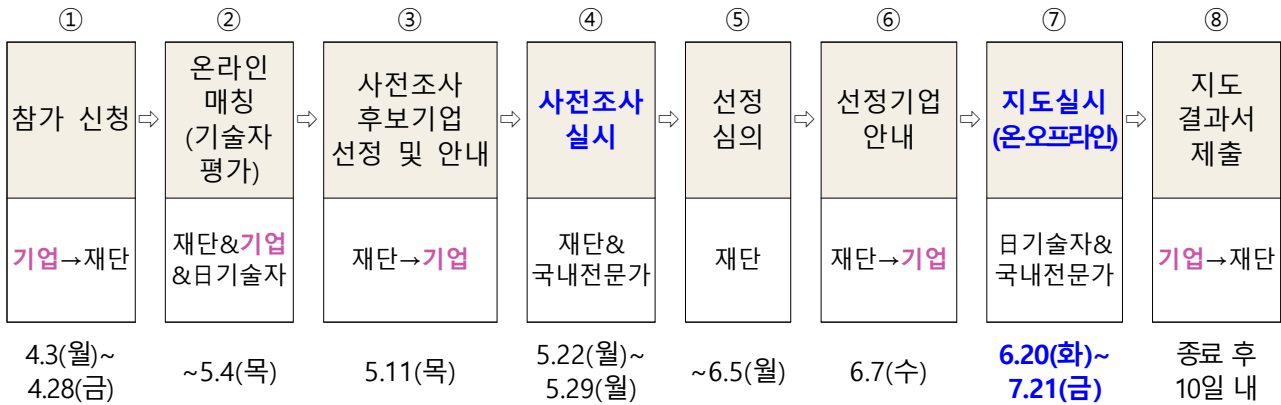 ①
②
③
④
⑤
⑥
⑦
⑧
참가 신청
⇨
온라인
매칭
(기술자
평가)
⇨
사전조사
후보기업
선정 및 안내
⇨
사전조사
실시
⇨
선정
심의
⇨
선정기업
안내
⇨
지도실시
(온·오프라인)
⇨
지도
결과서
제출
기업→재단
재단&기업
&日기술자
재단→기업
재단&
국내전문가
재단
재단→기업
日기술자&
국내전문가
기업→재단
4.3(월)~
4.28(금)
~5.4(목)
5.11(목)
5.22(월)~
5.29(월)
~6.5(월)
6.7(수)
6.20(화)~
7.21(금)
종료 후
10일 내